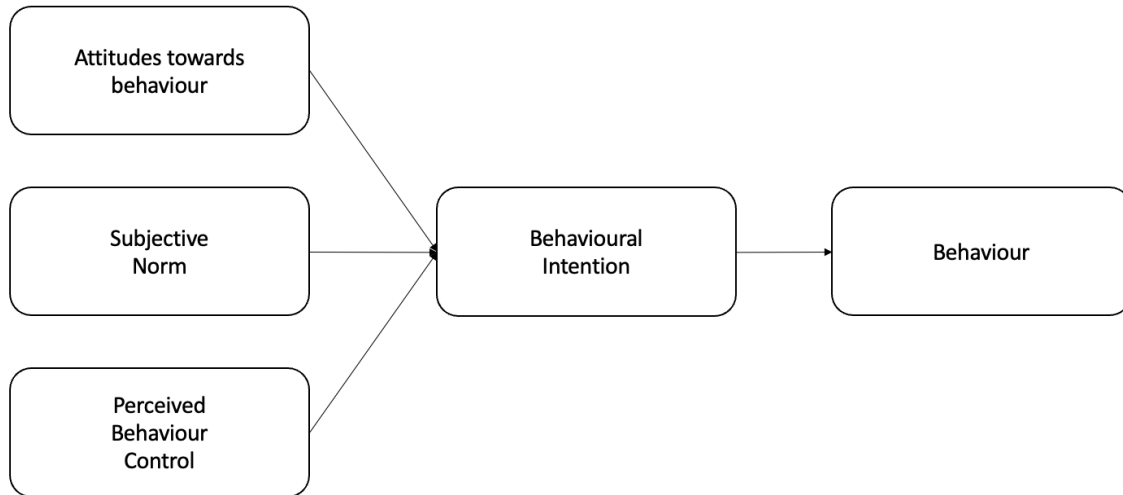 Attitudes towards
behaviour
Subjective
Norm
Perceived
Behaviour
Control
Behavioural
Intention
Behaviour